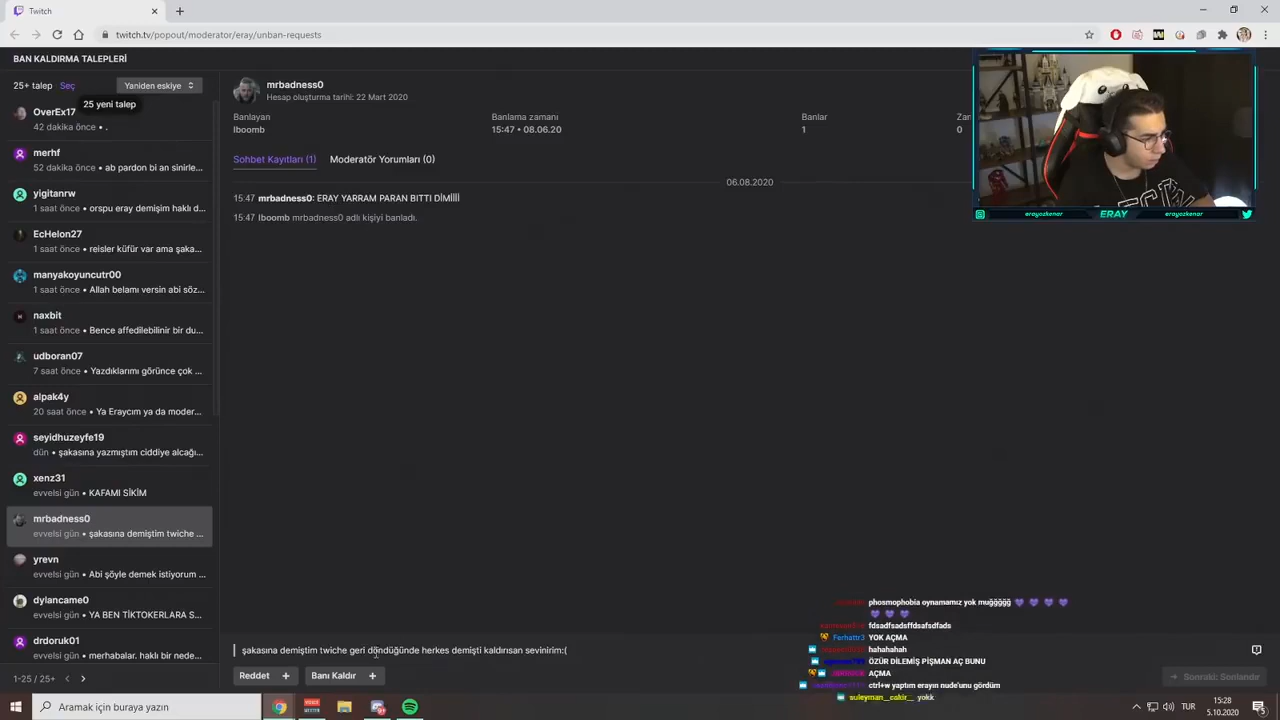 Twitch
twitch.tv/popout/moderator/eray/unban-requests
BAN KALDIRMA TALEPLERİ
25+ talep Seç Yaniden eskiye
25 yeni talep
OverEx17
42 dakika önce • .
merhf
52 dakika önce • ab pardon bi an sinirle...
yigitanrw
1 saat önce • orspu eray demişim haklı d...
EcHelon27
1 saat önce • reisler küfür var ama şaka...
manyakoyuncutr00
1 saat önce • Allah belamı versin abi söz...
naxbit
1 saat önce • Bence affedilebilinir bir du...
udboran07
7 saat önce • Yazdıklarımı görünce çok ...
alpak4y
20 saat önce • Ya Eraycım ya da moder...
seyidhuzeyfe19
dün • şakasına yazmıştım ciddiye alcağı...
xenz31
evvelsi gün • KAFAMI SİKİM
mrbadness0
evvelsi gün • şakasına demiştim twiche ...
yrevn
evvelsi gün • Abi şöyle demek istiyorum ...
dylancame0
evvelsi gün • YA BEN TİKTOKERLARA S...
drdoruk01
evvelsi gün • merhabalar. haklı bir nede...
1-25 / 25+
mrbadness0
Hesap oluşturma tarihi: 22 Mart 2020
Banlayan Banlama zamanı Banlar Zar
lboomb 15:47 • 08.06.20 1 0
Sohbet Kayıtları (1) Moderatör Yorumları (0)
06.08.2020
15:47 mrbadness0: ERAY YARRAM PARAN BITTI DİMİİİİ
15:47 lboomb mrbadness0 adlı kişiyi banladı.
erayozkenar ERAY erayozkenar
phosmophobia oynamamız yok muğğğğğ
fdsadfsadsffdsafsdfads
Ferhattr3 YOK AÇMA
hahahahah
ÖZÜR DİLEMİŞ PİŞMAN AÇ BUNU
AÇMA
ctrl+w yaptım erayın nude'unu gördüm
suleyman__cakir__ yokk
şakasına demiştim twiche geri döndüğünde herkes demişti kaldırısan sevinirim:(
Reddet + Banı Kaldır +
Sonraki: Sonlandır
Aramak için buraya yazın
TUR 15:28
5.10.2020